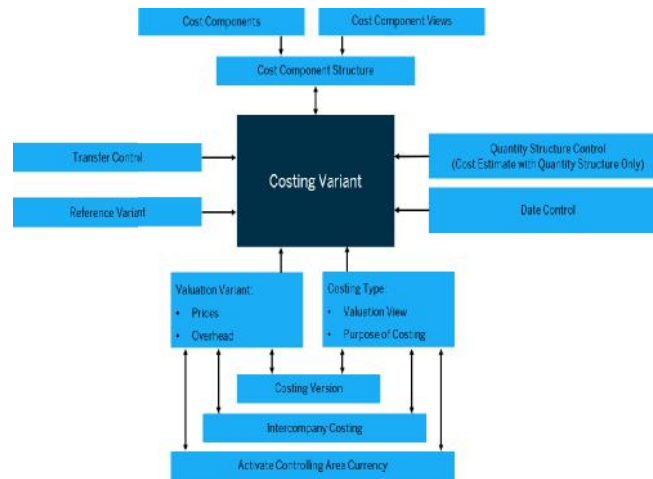 Cost Components
Cost Component Views
Cost Component Structure
Transfer Control
Costing Variant
Quantity Structure Control
(Cost Estimate with Quantity Structure Only)
Reference Variant
Date Control
Valuation Variant:
• Prices
• Overhead
Costing Type:
• Valuation View
• Purpose of Costing
Costing Version
Intercompany Costing
Activate Controlling Area Currency